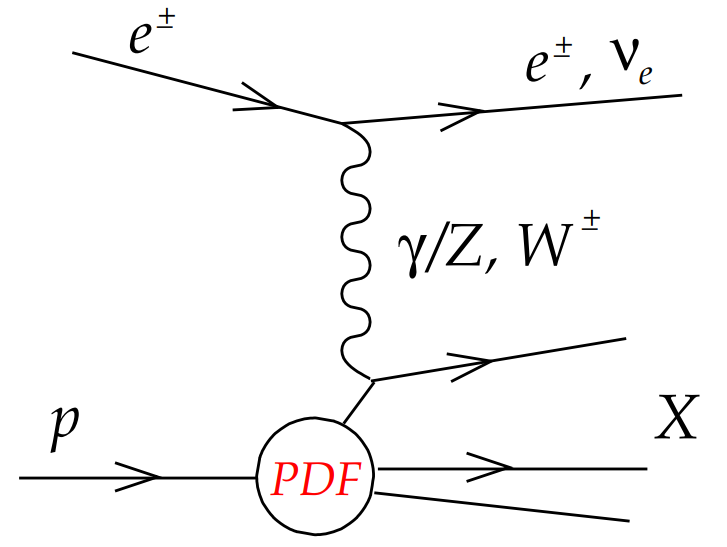 e±
e±, νe
γ/Z, W±
p
X
PDF